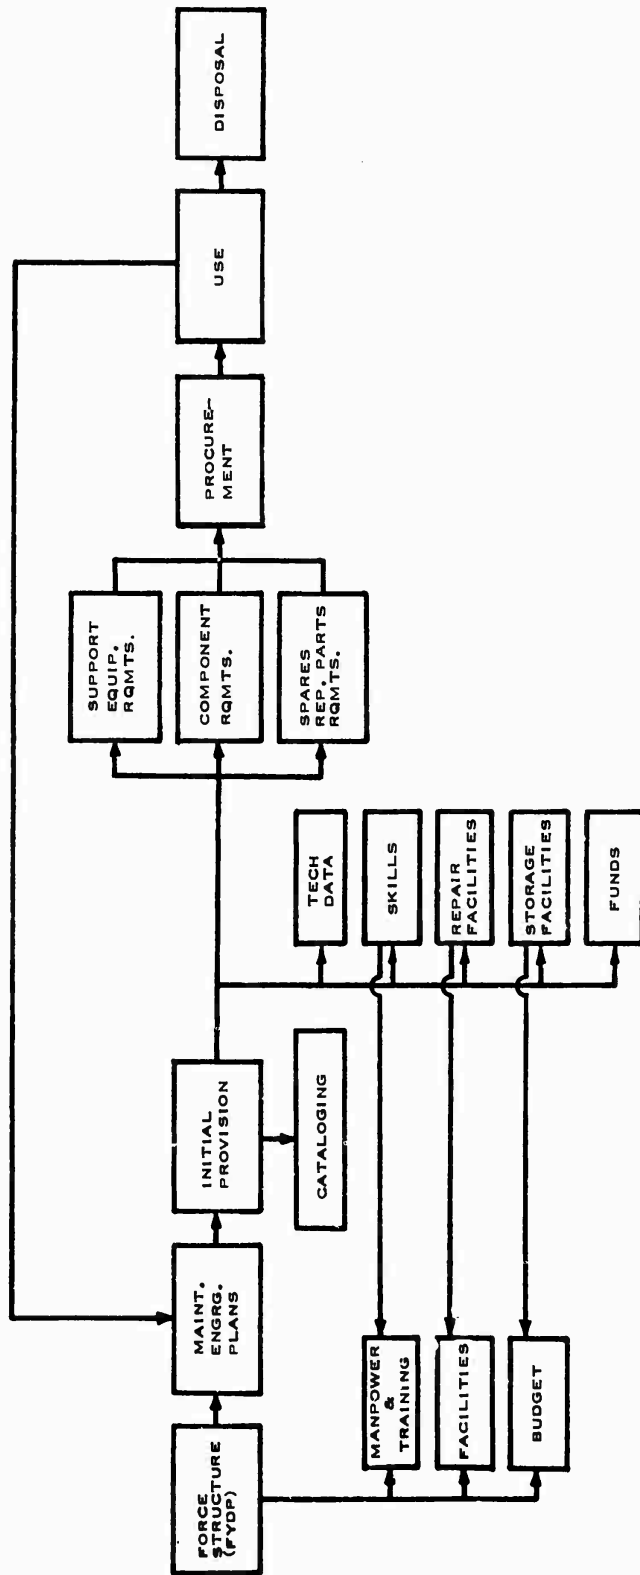 FORCE
STRUCTURE
(FYDP)
MAINT.
ENGRG.
PLANS
INITIAL
PROVISION
CATALOGING
SUPPORT
EQUIP.
RQMTS.
COMPONENT
RQMTS.
SPARES
REP. PARTS
RQMTS.
PROCURE-
MENT
USE
DISPOSAL
TECH
DATA
SKILLS
REPAIR
FACILITIES
STORAGE
FACILITIES
FUNDS
MANPOWER
&
TRAINING
FACILITIES
BUDGET